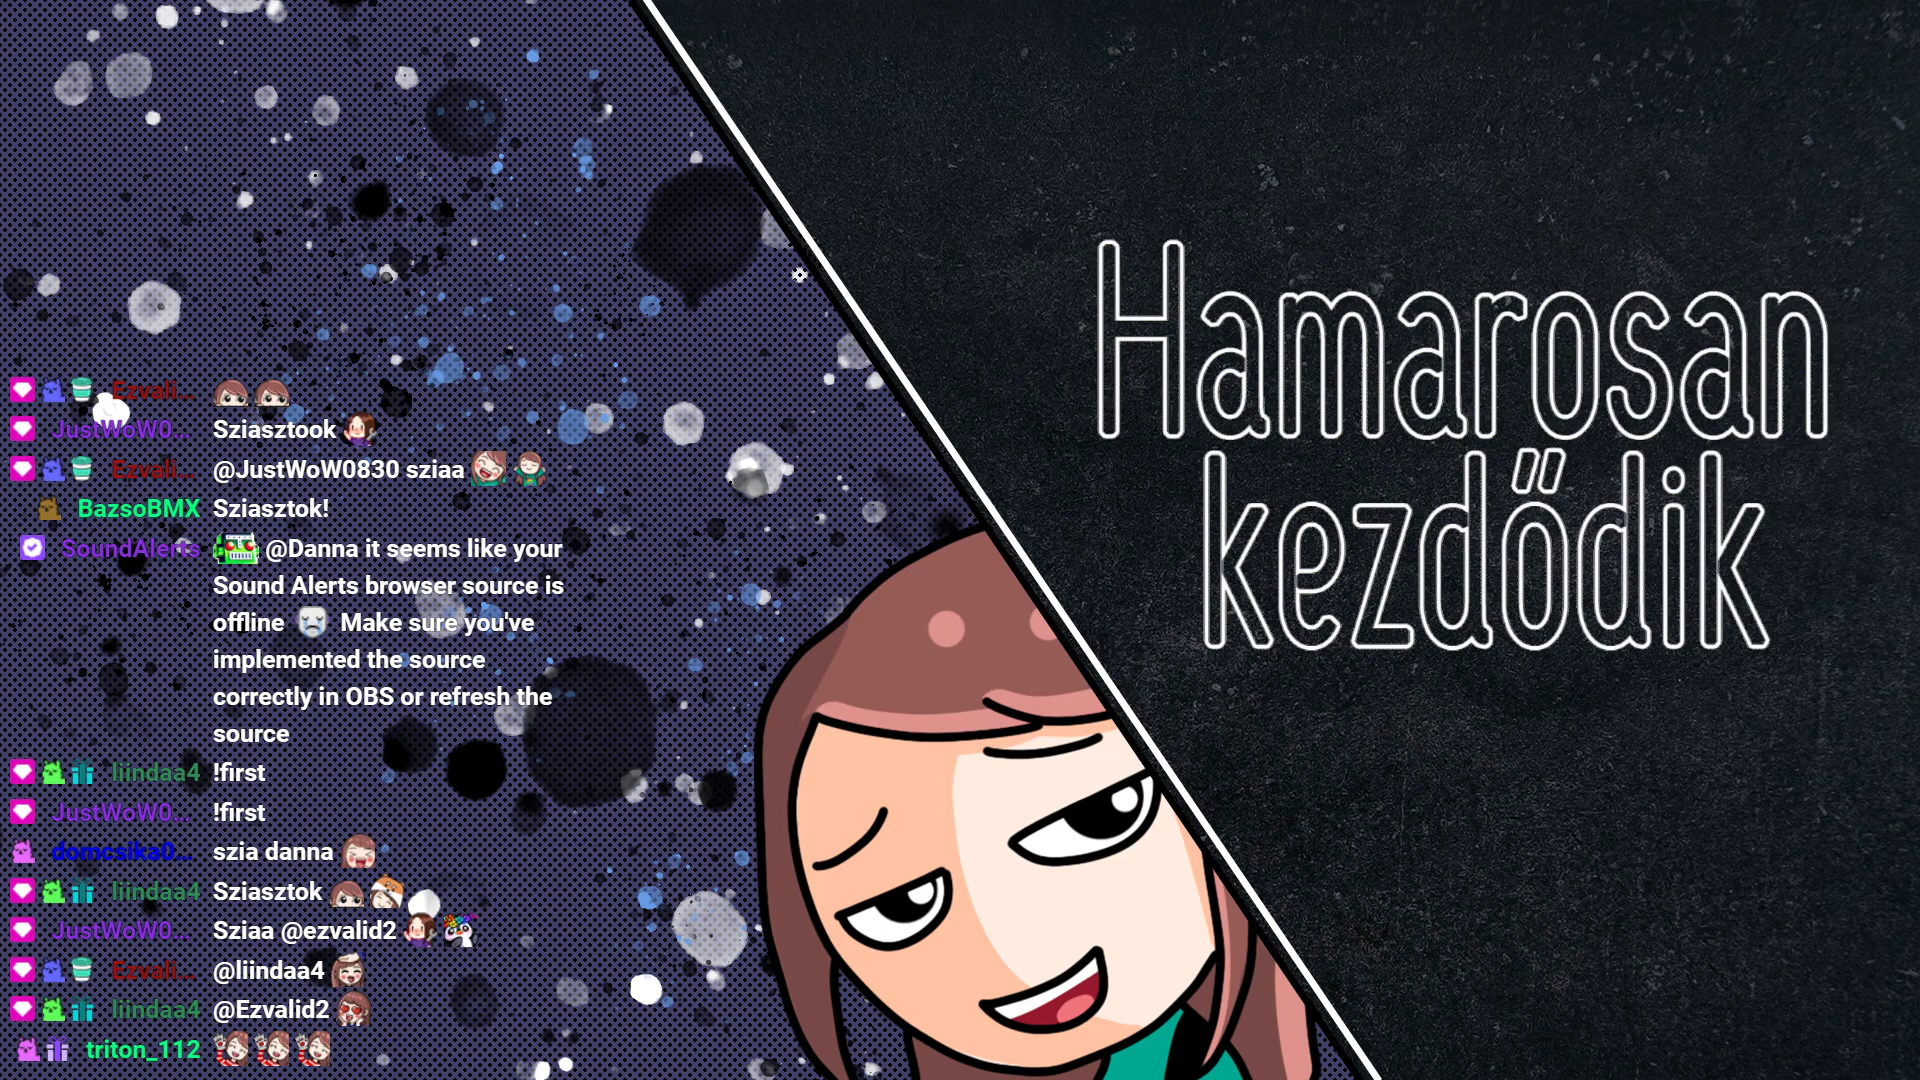 Hamarosan
kezdődik
Ezvali...
JustWoW0... Sziasztook
Ezvali... @JustWoW0830 sziaa
BazsoBMX Sziasztok!
SoundAlerts @Danna it seems like your
Sound Alerts browser source is
offline Make sure you've
implemented the source
correctly in OBS or refresh the
source
liindaa4 !first
JustWoW0... !first
domcsika0... szia danna
liindaa4 Sziasztok
JustWoW0... Sziaa @ezvalid2
Ezvali... @liindaa4
liindaa4 @Ezvalid2
triton_112